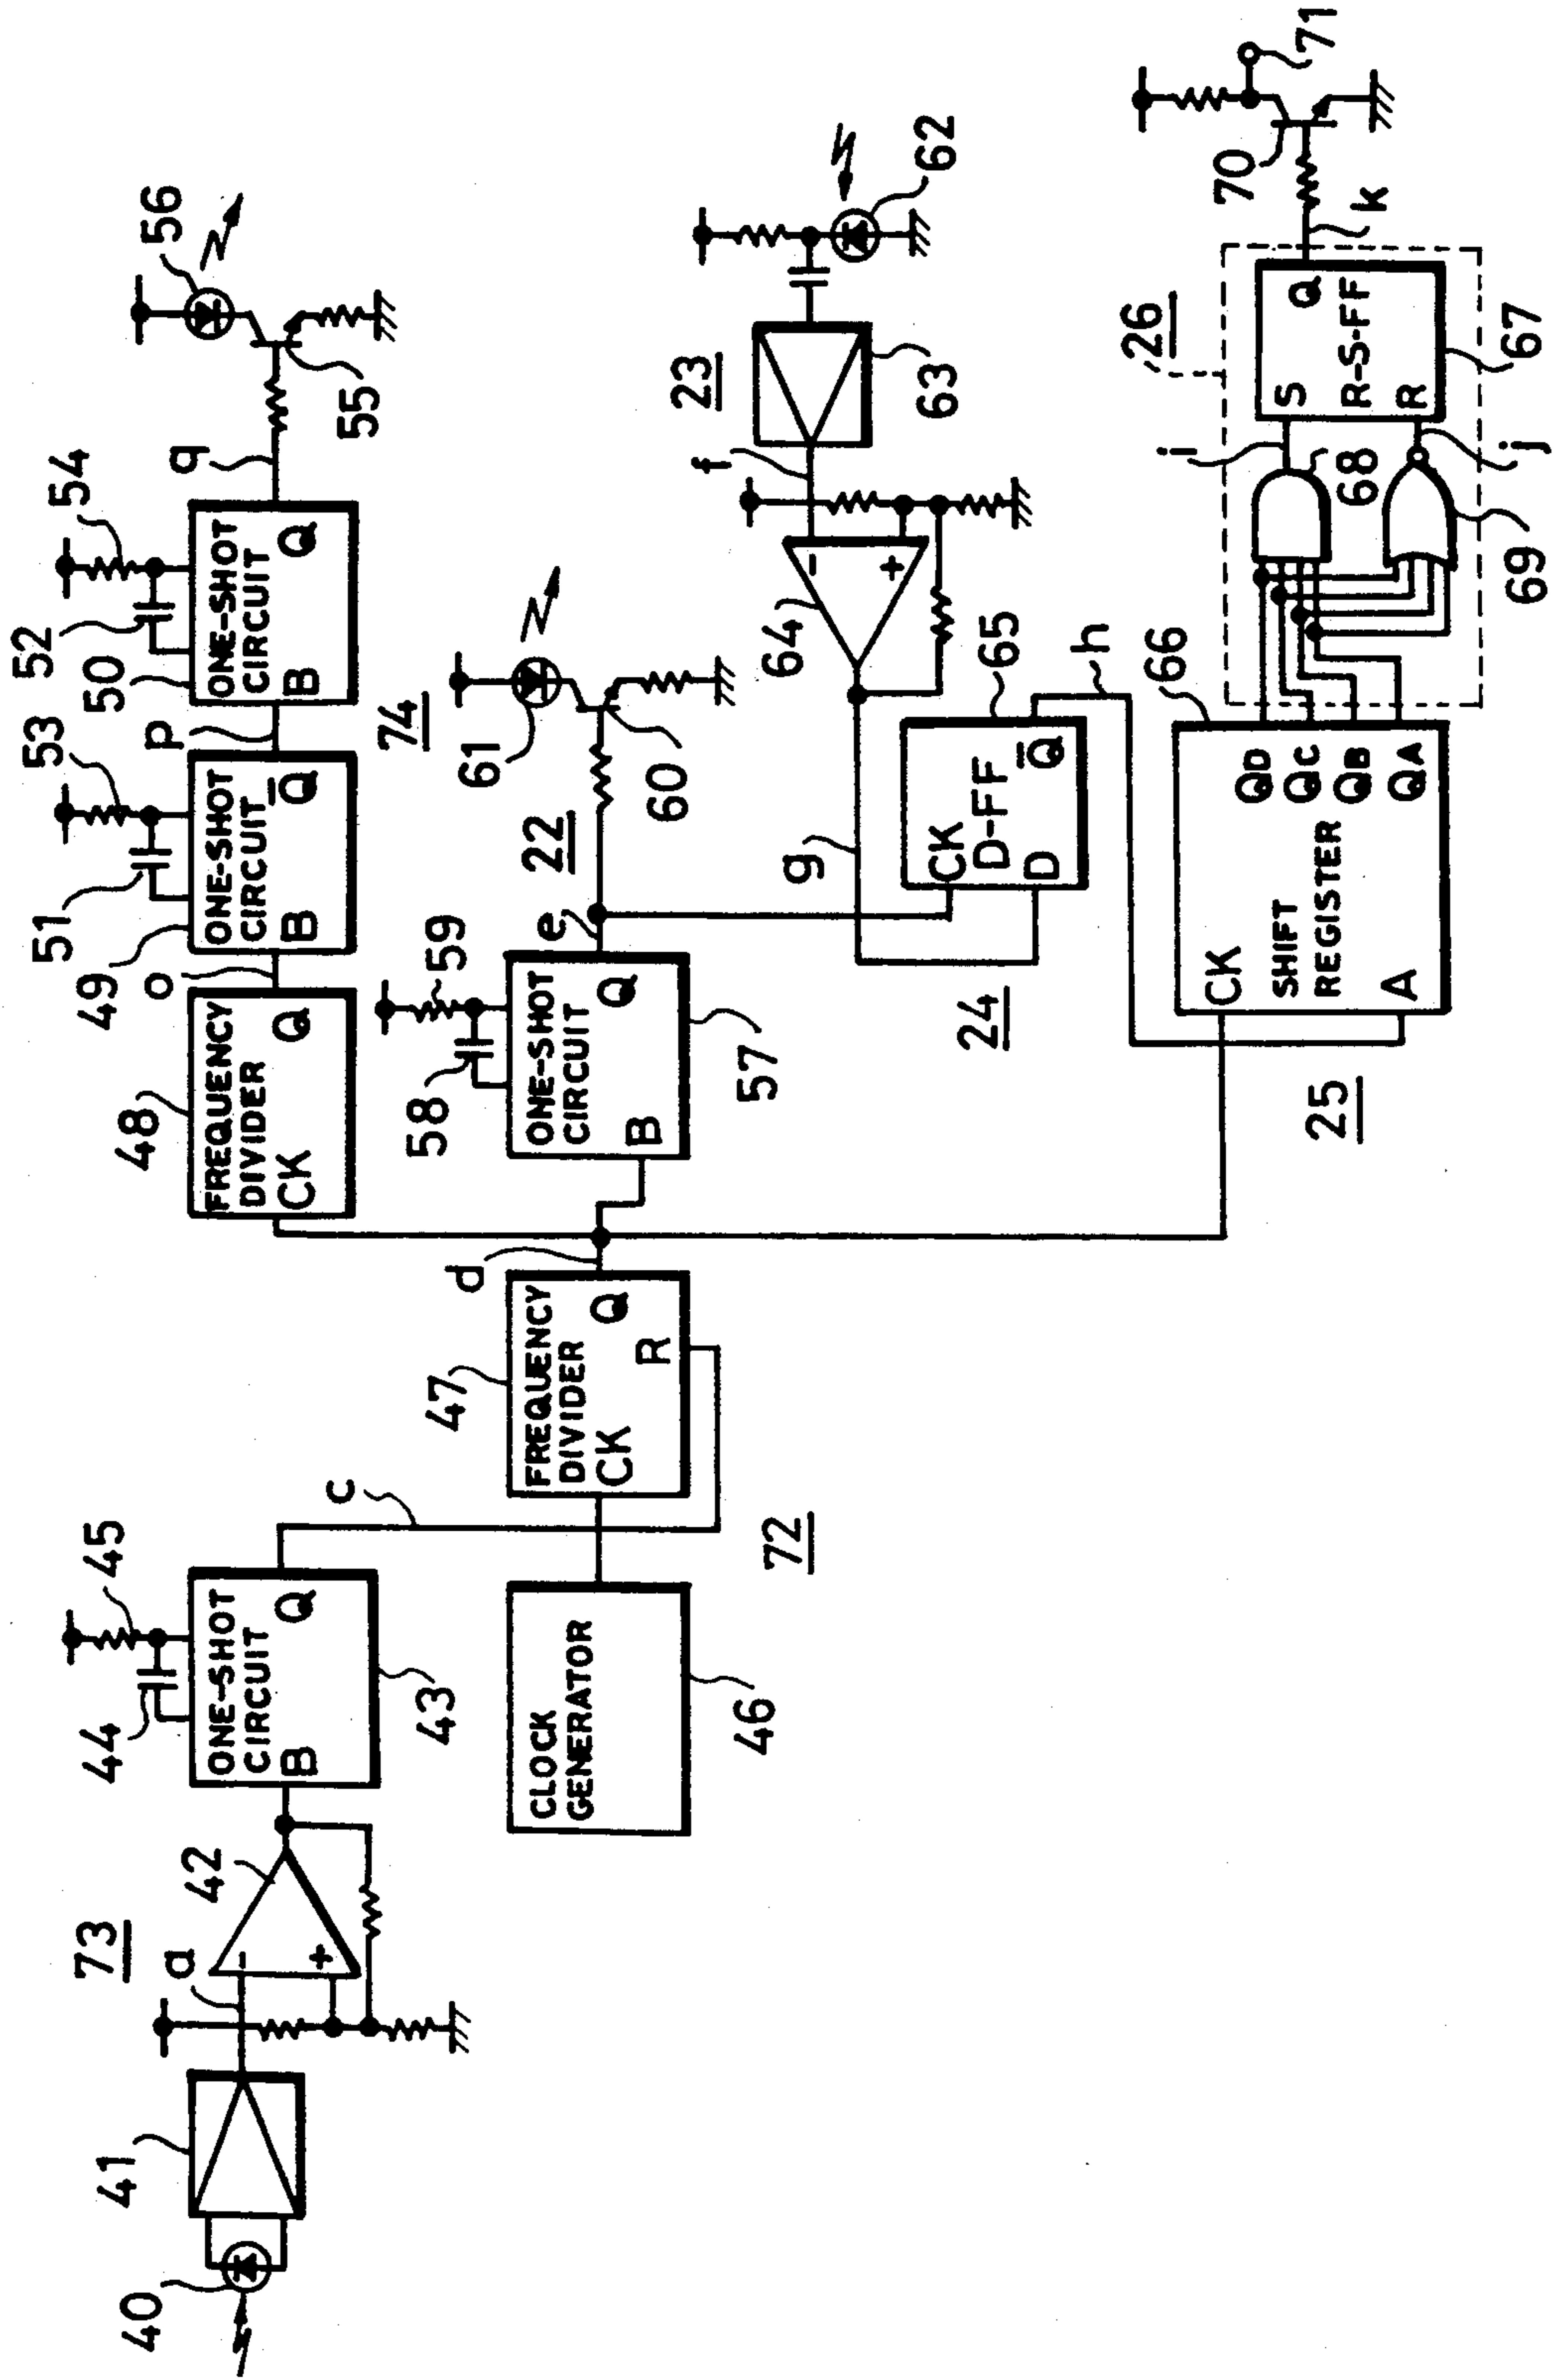 40
41
73
a
42
-
+
44
45
ONE-SHOT
CIRCUIT
B
Q
43
c
48
FREQUENCY
DIVIDER
CK
Q
o
49
51
53
ONE-SHOT
CIRCUIT
B
Q̅
p
50
52
54
ONE-SHOT
CIRCUIT
B
Q
q
55
56
74
CLOCK
GENERATOR
46
72
47
FREQUENCY
DIVIDER
CK
Q
R
d
58
59
ONE-SHOT
CIRCUIT
B
Q
57
e
22
60
61
23
62
63
f
64
-
+
g
24
CK
D-FF
D
Q̅
65
h
25
CK
SHIFT
REGISTER
A
QD
QC
QB
QA
66
26
i
68
69
j
S
R-S-FF
R
Q
67
k
70
71